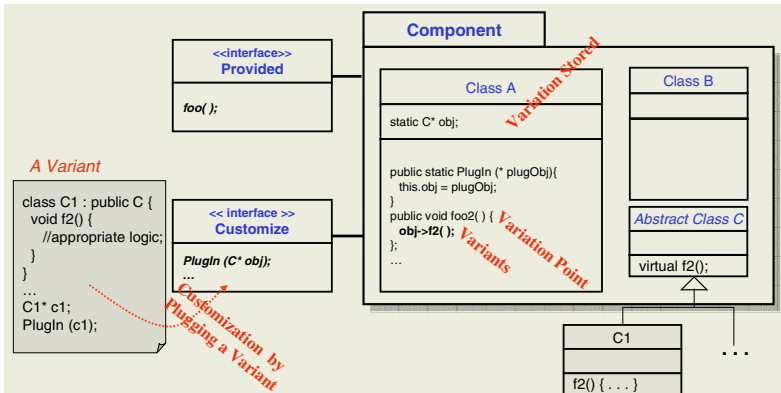 Component
<<interface>>
Provided
foo( );
Class A
static C* obj;
public static PlugIn (* plugObj){
this.obj = plugObj;
}
public void foo2( ) {
obj->f2( );
};
...
Variation Stored
Variants
Variation Point
Class B
Abstract Class C
virtual f2();
A Variant
class C1 : public C {
void f2() {
//appropriate logic;
}
}
...
C1* c1;
PlugIn (c1);
<< interface >>
Customize
PlugIn (C* obj);
...
Customization by
Plugging a Variant
C1
f2() { . . . }
. . .